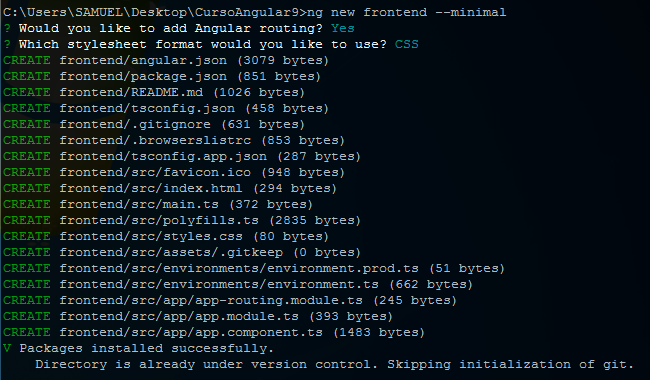 C:\Users\SAMUEL\Desktop\CursoAngular9>ng new frontend --minimal
? Would you like to add Angular routing? Yes
? Which stylesheet format would you like to use? CSS
CREATE frontend/angular.json (3079 bytes)
CREATE frontend/package.json (851 bytes)
CREATE frontend/README.md (1026 bytes)
CREATE frontend/tsconfig.json (458 bytes)
CREATE frontend/.gitignore (631 bytes)
CREATE frontend/.browserslistrc (853 bytes)
CREATE frontend/tsconfig.app.json (287 bytes)
CREATE frontend/src/favicon.ico (948 bytes)
CREATE frontend/src/index.html (294 bytes)
CREATE frontend/src/main.ts (372 bytes)
CREATE frontend/src/polyfills.ts (2835 bytes)
CREATE frontend/src/styles.css (80 bytes)
CREATE frontend/src/assets/.gitkeep (0 bytes)
CREATE frontend/src/environments/environment.prod.ts (51 bytes)
CREATE frontend/src/environments/environment.ts (662 bytes)
CREATE frontend/src/app/app-routing.module.ts (245 bytes)
CREATE frontend/src/app/app.module.ts (393 bytes)
CREATE frontend/src/app/app.component.ts (1483 bytes)
V Packages installed successfully.
Directory is already under version control. Skipping initialization of git.